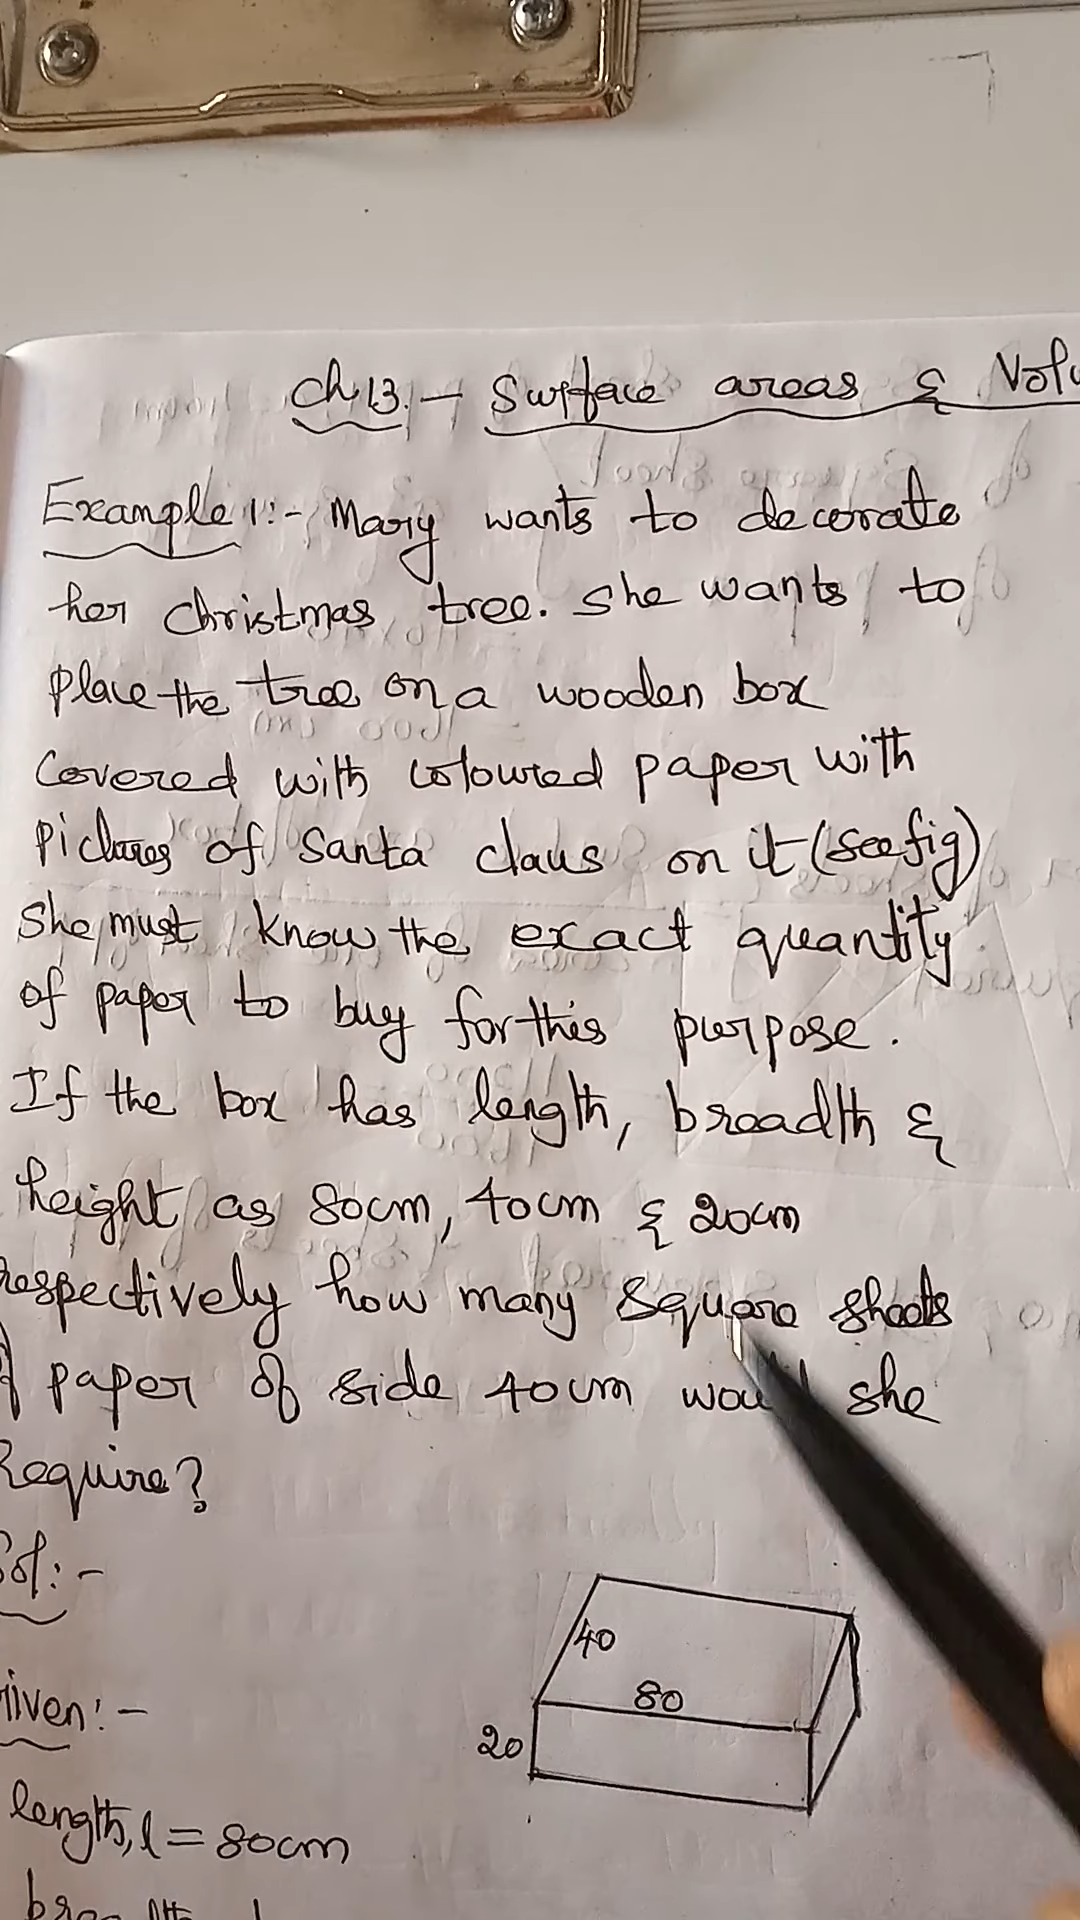 Ch 13. - Surface areas & Volu
Example 1:- Mary wants to decorate
her christmas tree. she wants to
place the tree on a wooden box
covered with coloured paper with
pictures of Santa claus on it (see fig)
She must know the exact quantity
of paper to buy for this purpose.
If the box has length, breadth &
height as 80cm, 40cm & 20cm
respectively how many square sheets
paper of side 40cm would she
Require?
Sol:-
40
80
20
Given:-
length, l = 80cm